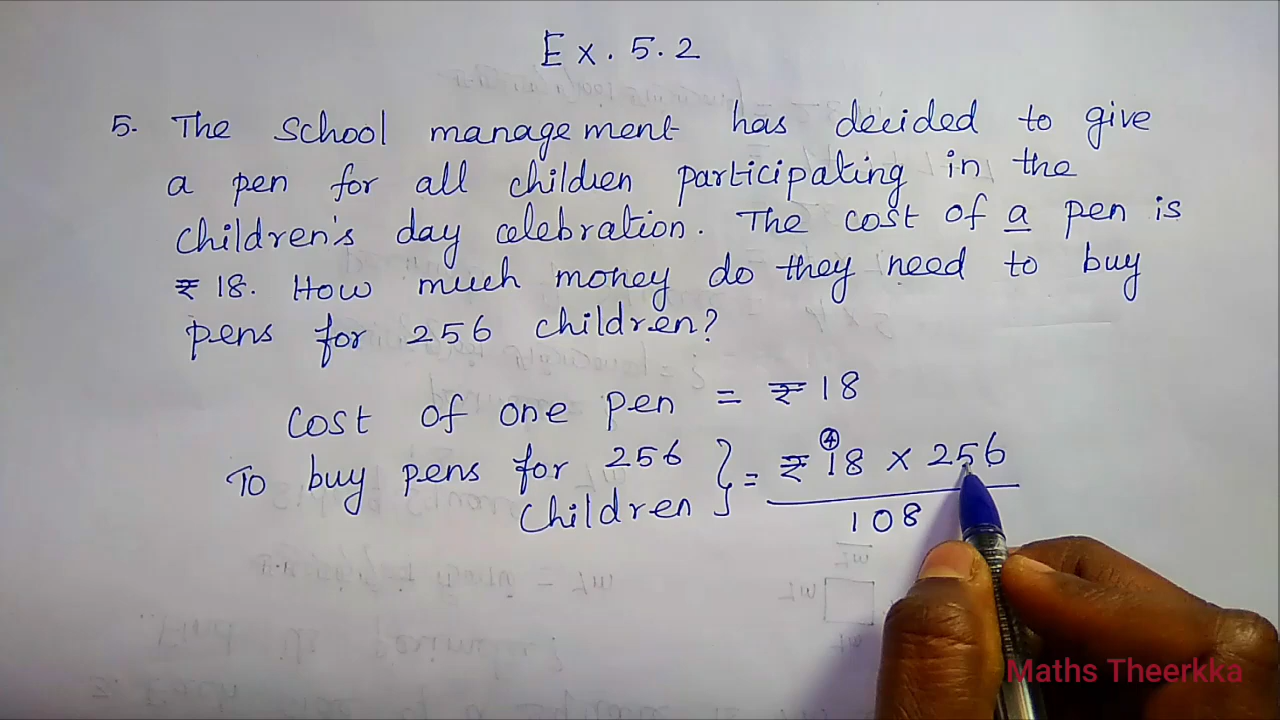 Ex. 5.2
5. The school management has decided to give
a pen for all children participating in the
children's day celebration. The cost of a pen is
₹ 18. How much money do they need to buy
pens for 256 children?
Cost of one pen = ₹ 18
To buy pens for 256 children } = ₹ 18 x 256
④
108
Maths Theerkka